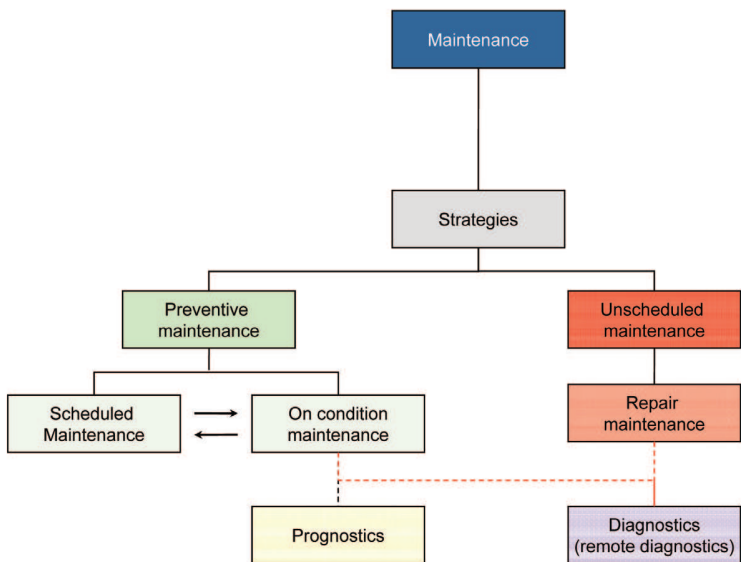 Maintenance
Strategies
Preventive
maintenance
Unscheduled
maintenance
Scheduled
Maintenance
On condition
maintenance
Repair
maintenance
Prognostics
Diagnostics
(remote diagnostics)